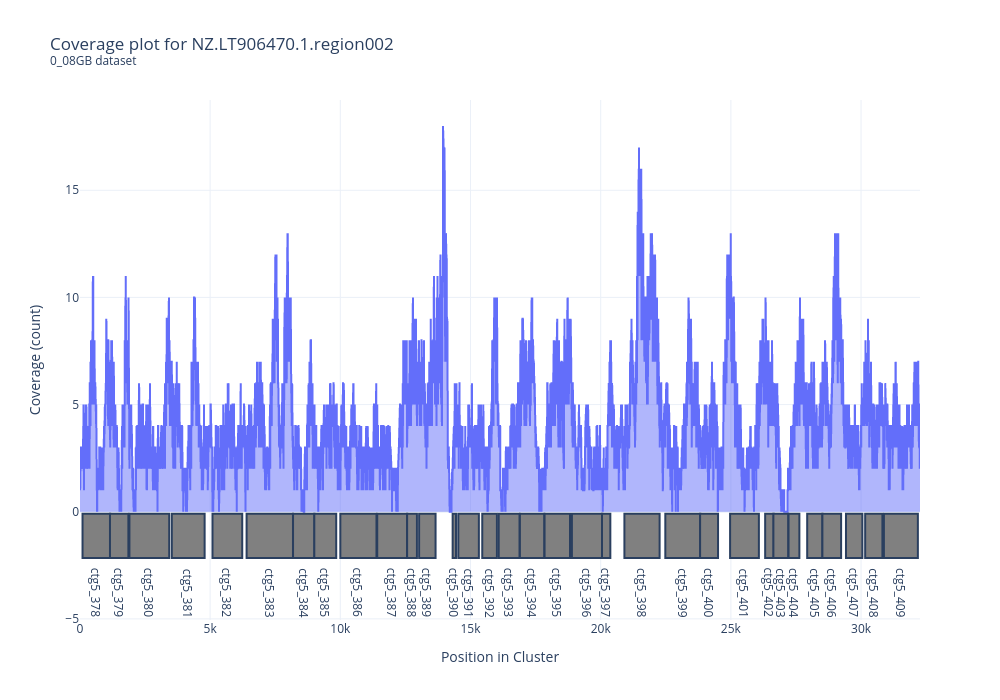 Coverage plot for NZ.LT906470.1.region002
0_08GB dataset
Coverage (count)
15
10
5
0
−5
ctg5_378
ctg5_379
ctg5_380
ctg5_381
ctg5_382
ctg5_383
ctg5_384
ctg5_385
ctg5_386
ctg5_387
ctg5_388
ctg5_389
ctg5_390
ctg5_391
ctg5_392
ctg5_393
ctg5_394
ctg5_395
ctg5_396
ctg5_397
ctg5_398
ctg5_399
ctg5_400
ctg5_401
ctg5_402
ctg5_403
ctg5_404
ctg5_405
ctg5_406
ctg5_407
ctg5_408
ctg5_409
0
5k
10k
15k
20k
25k
30k
Position in Cluster